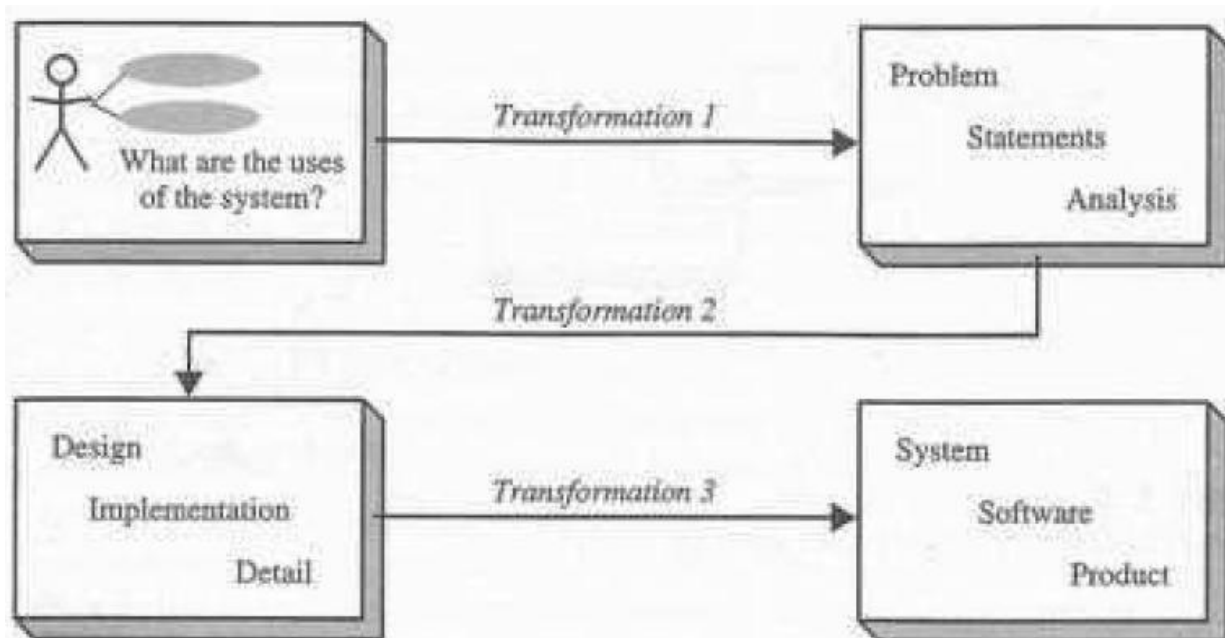 What are the uses
of the system?
Transformation 1
Problem
Statements
Analysis
Transformation 2
Design
Implementation
Detail
Transformation 3
System
Software
Product